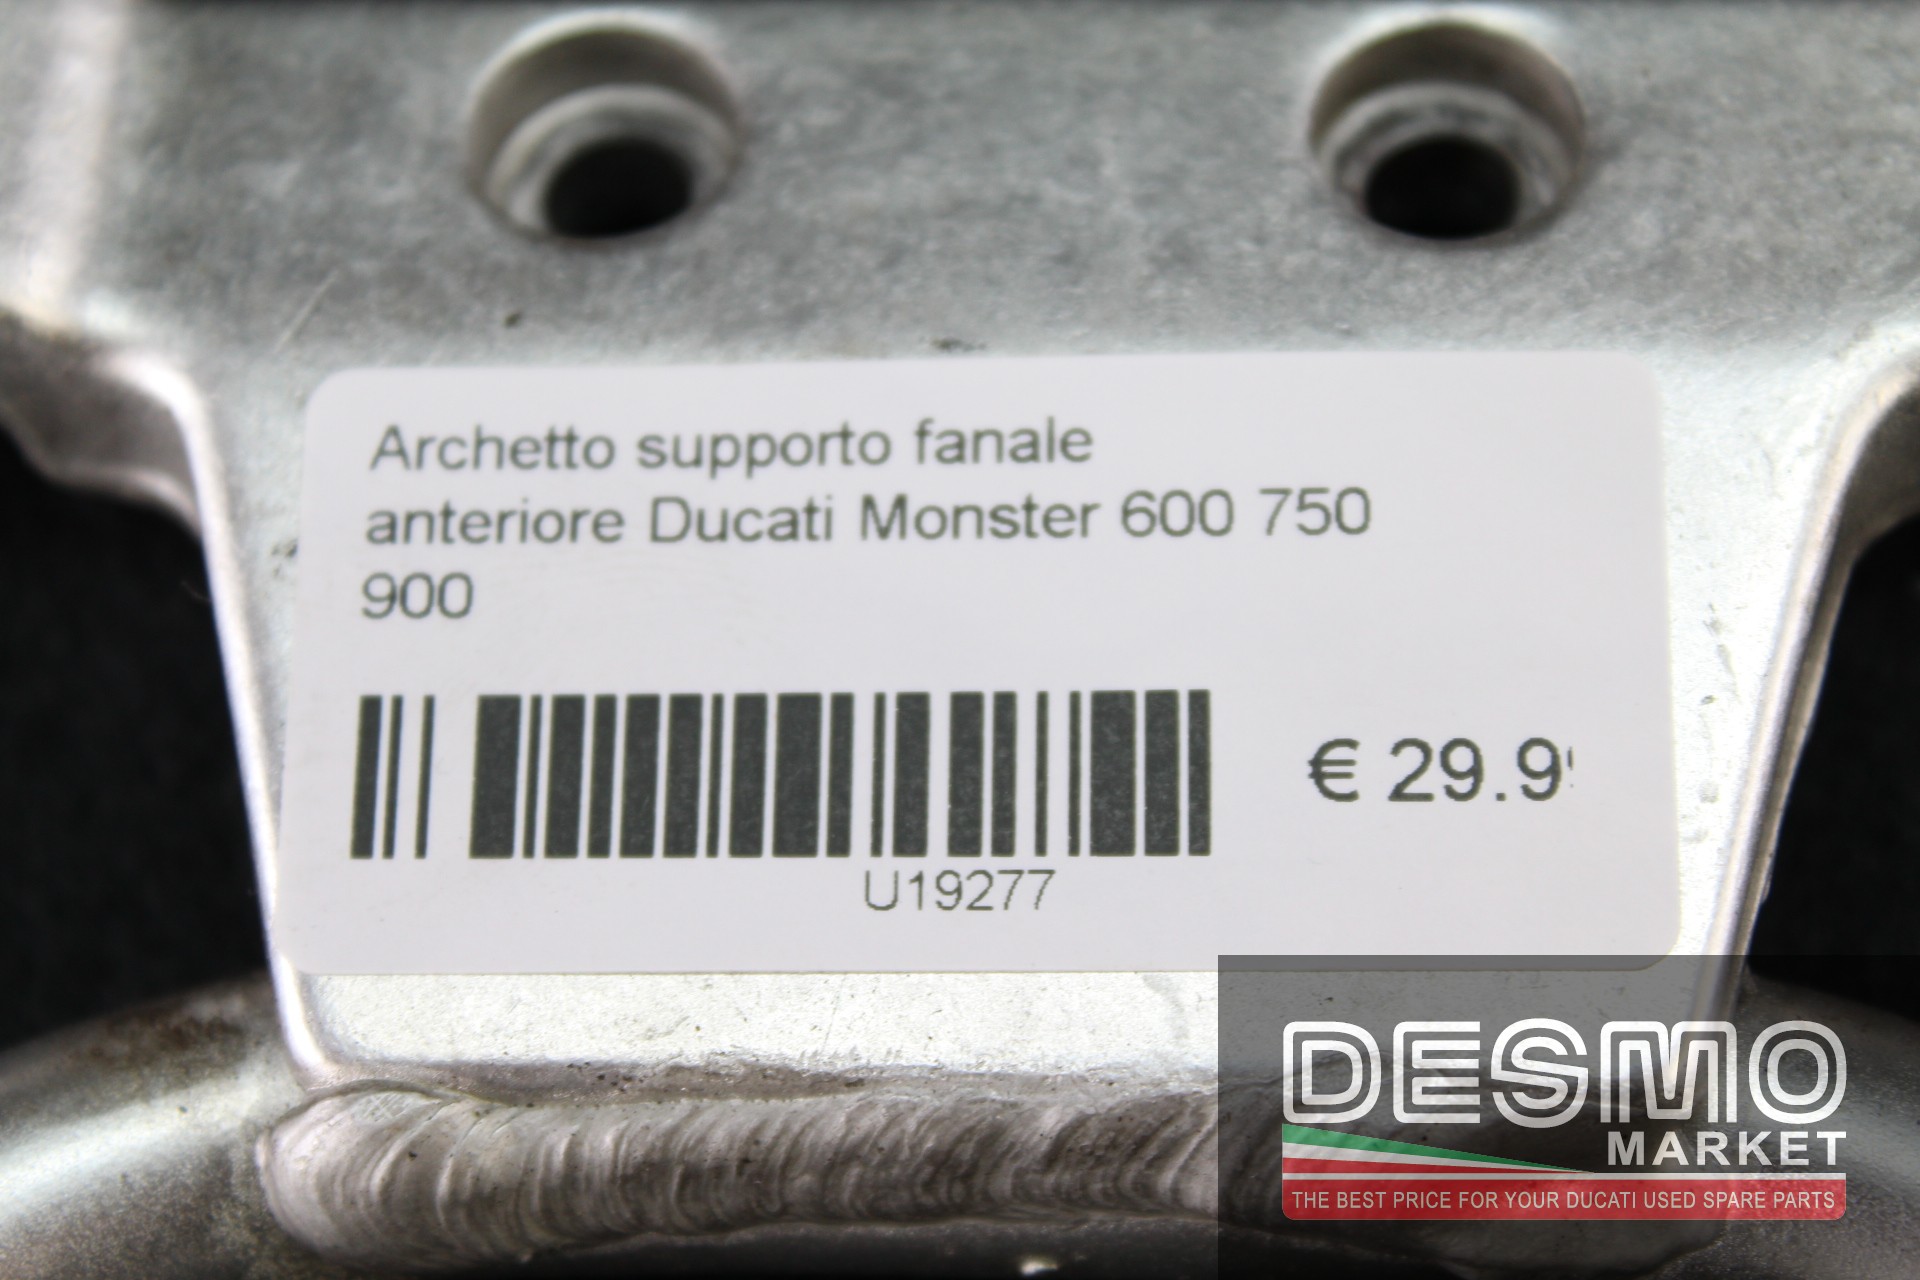 Archetto supporto fanale
anteriore Ducati Monster 600 750
900
€ 29.9
U19277
DESMO
MARKET
THE BEST PRICE FOR YOUR DUCATI USED SPARE PARTS